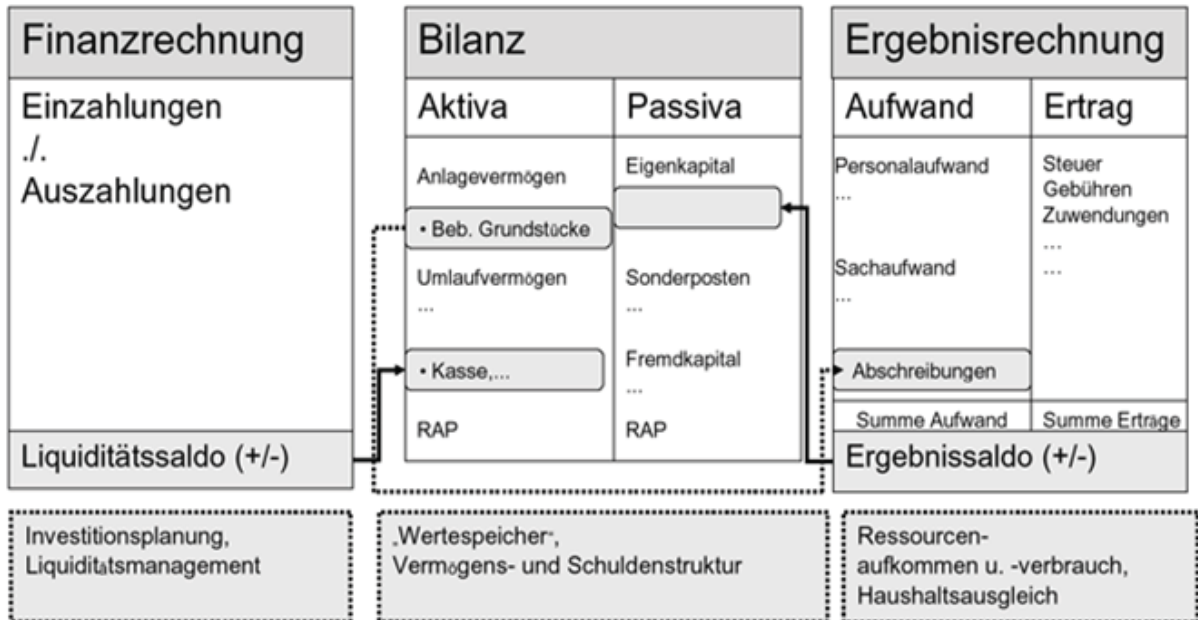 Finanzrechnung
Einzahlungen
./.
Auszahlungen
Liquiditätssaldo (+/-)
Bilanz
Aktiva
Anlagevermögen
• Beb. Grundstücke
Umlaufvermögen
...
• Kasse,...
RAP
Passiva
Eigenkapital
Sonderposten
...
Fremdkapital
...
RAP
Ergebnisrechnung
Aufwand
Personalaufwand
...
Sachaufwand
...
Abschreibungen
Summe Aufwand
Ertrag
Steuer
Gebühren
Zuwendungen
...
...
Summe Erträge
Ergebnissaldo (+/-)
Investitionsplanung,
Liquiditätsmanagement
„Wertespeicher“,
Vermögens- und Schuldenstruktur
Ressourcen-
aufkommen u. -verbrauch,
Haushaltsausgleich